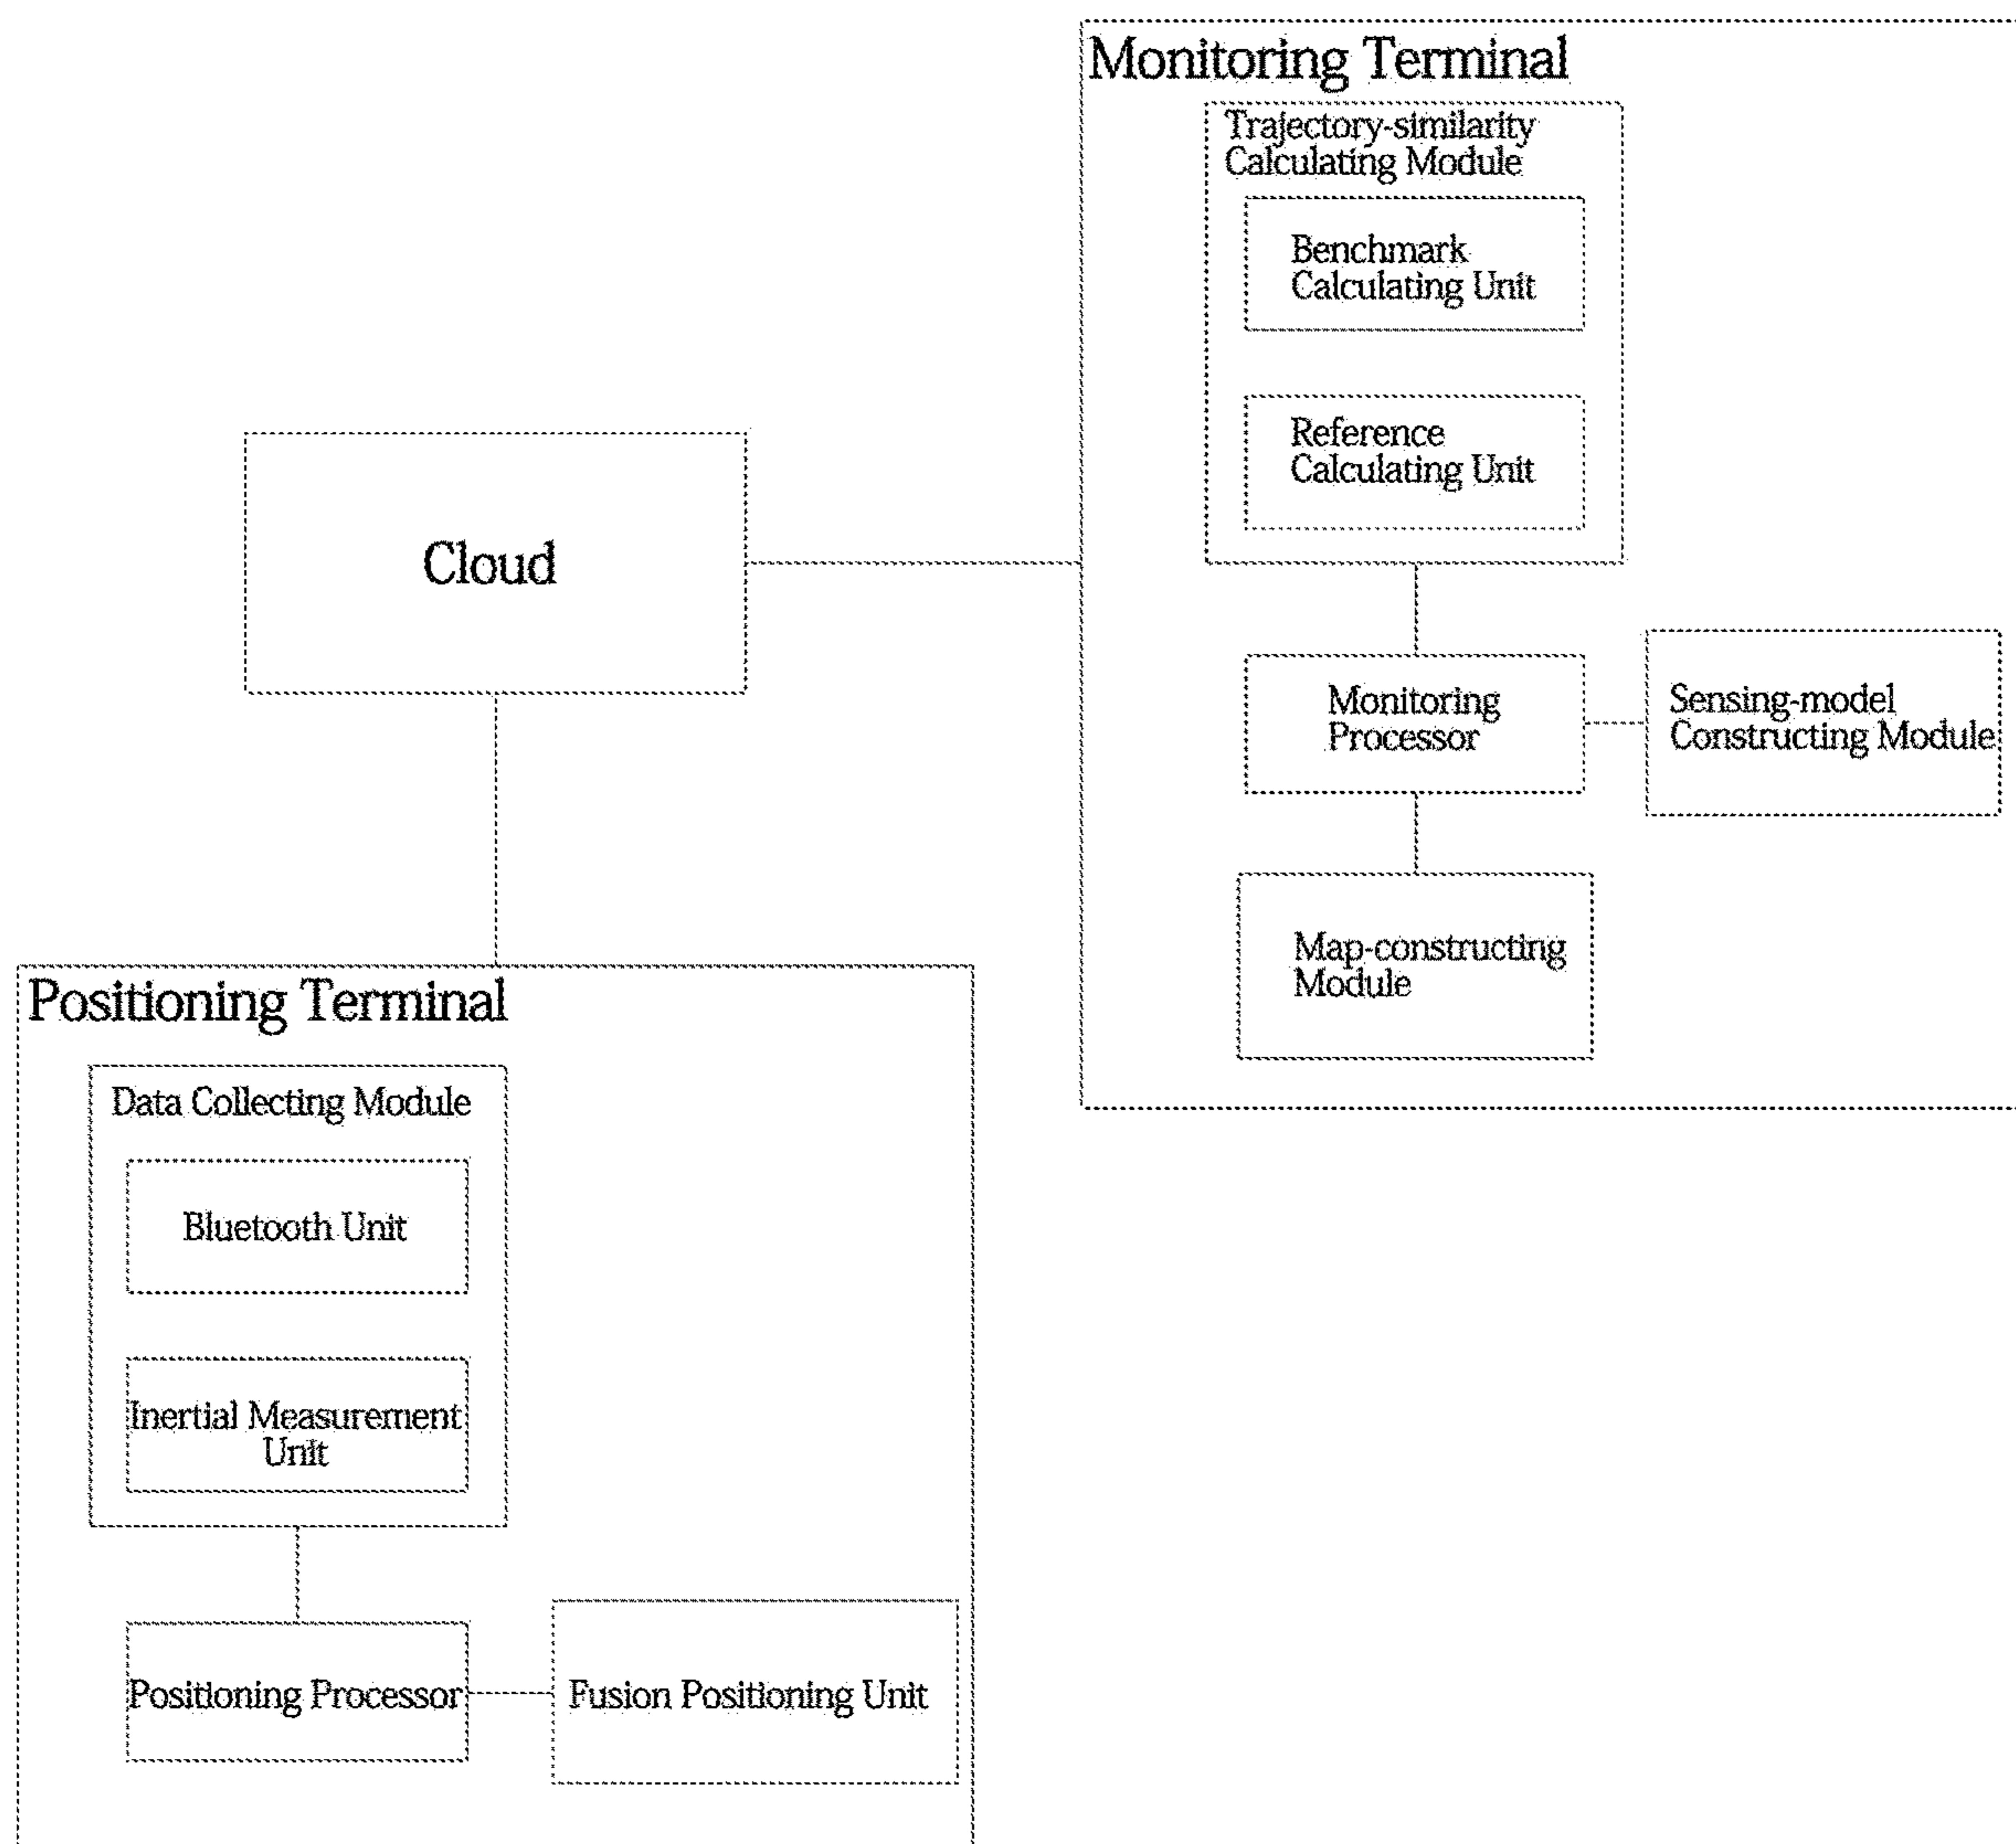 Monitoring Terminal
Trajectory-similarity
Calculating Module
Benchmark
Calculating Unit
Reference
Calculating Unit
Cloud
Monitoring
Processor
Sensing-model
Constructing Module
Map-constructing
Module
Positioning Terminal
Data Collecting Module
Bluetooth Unit
Inertial Measurement
Unit
Positioning Processor
Fusion Positioning Unit